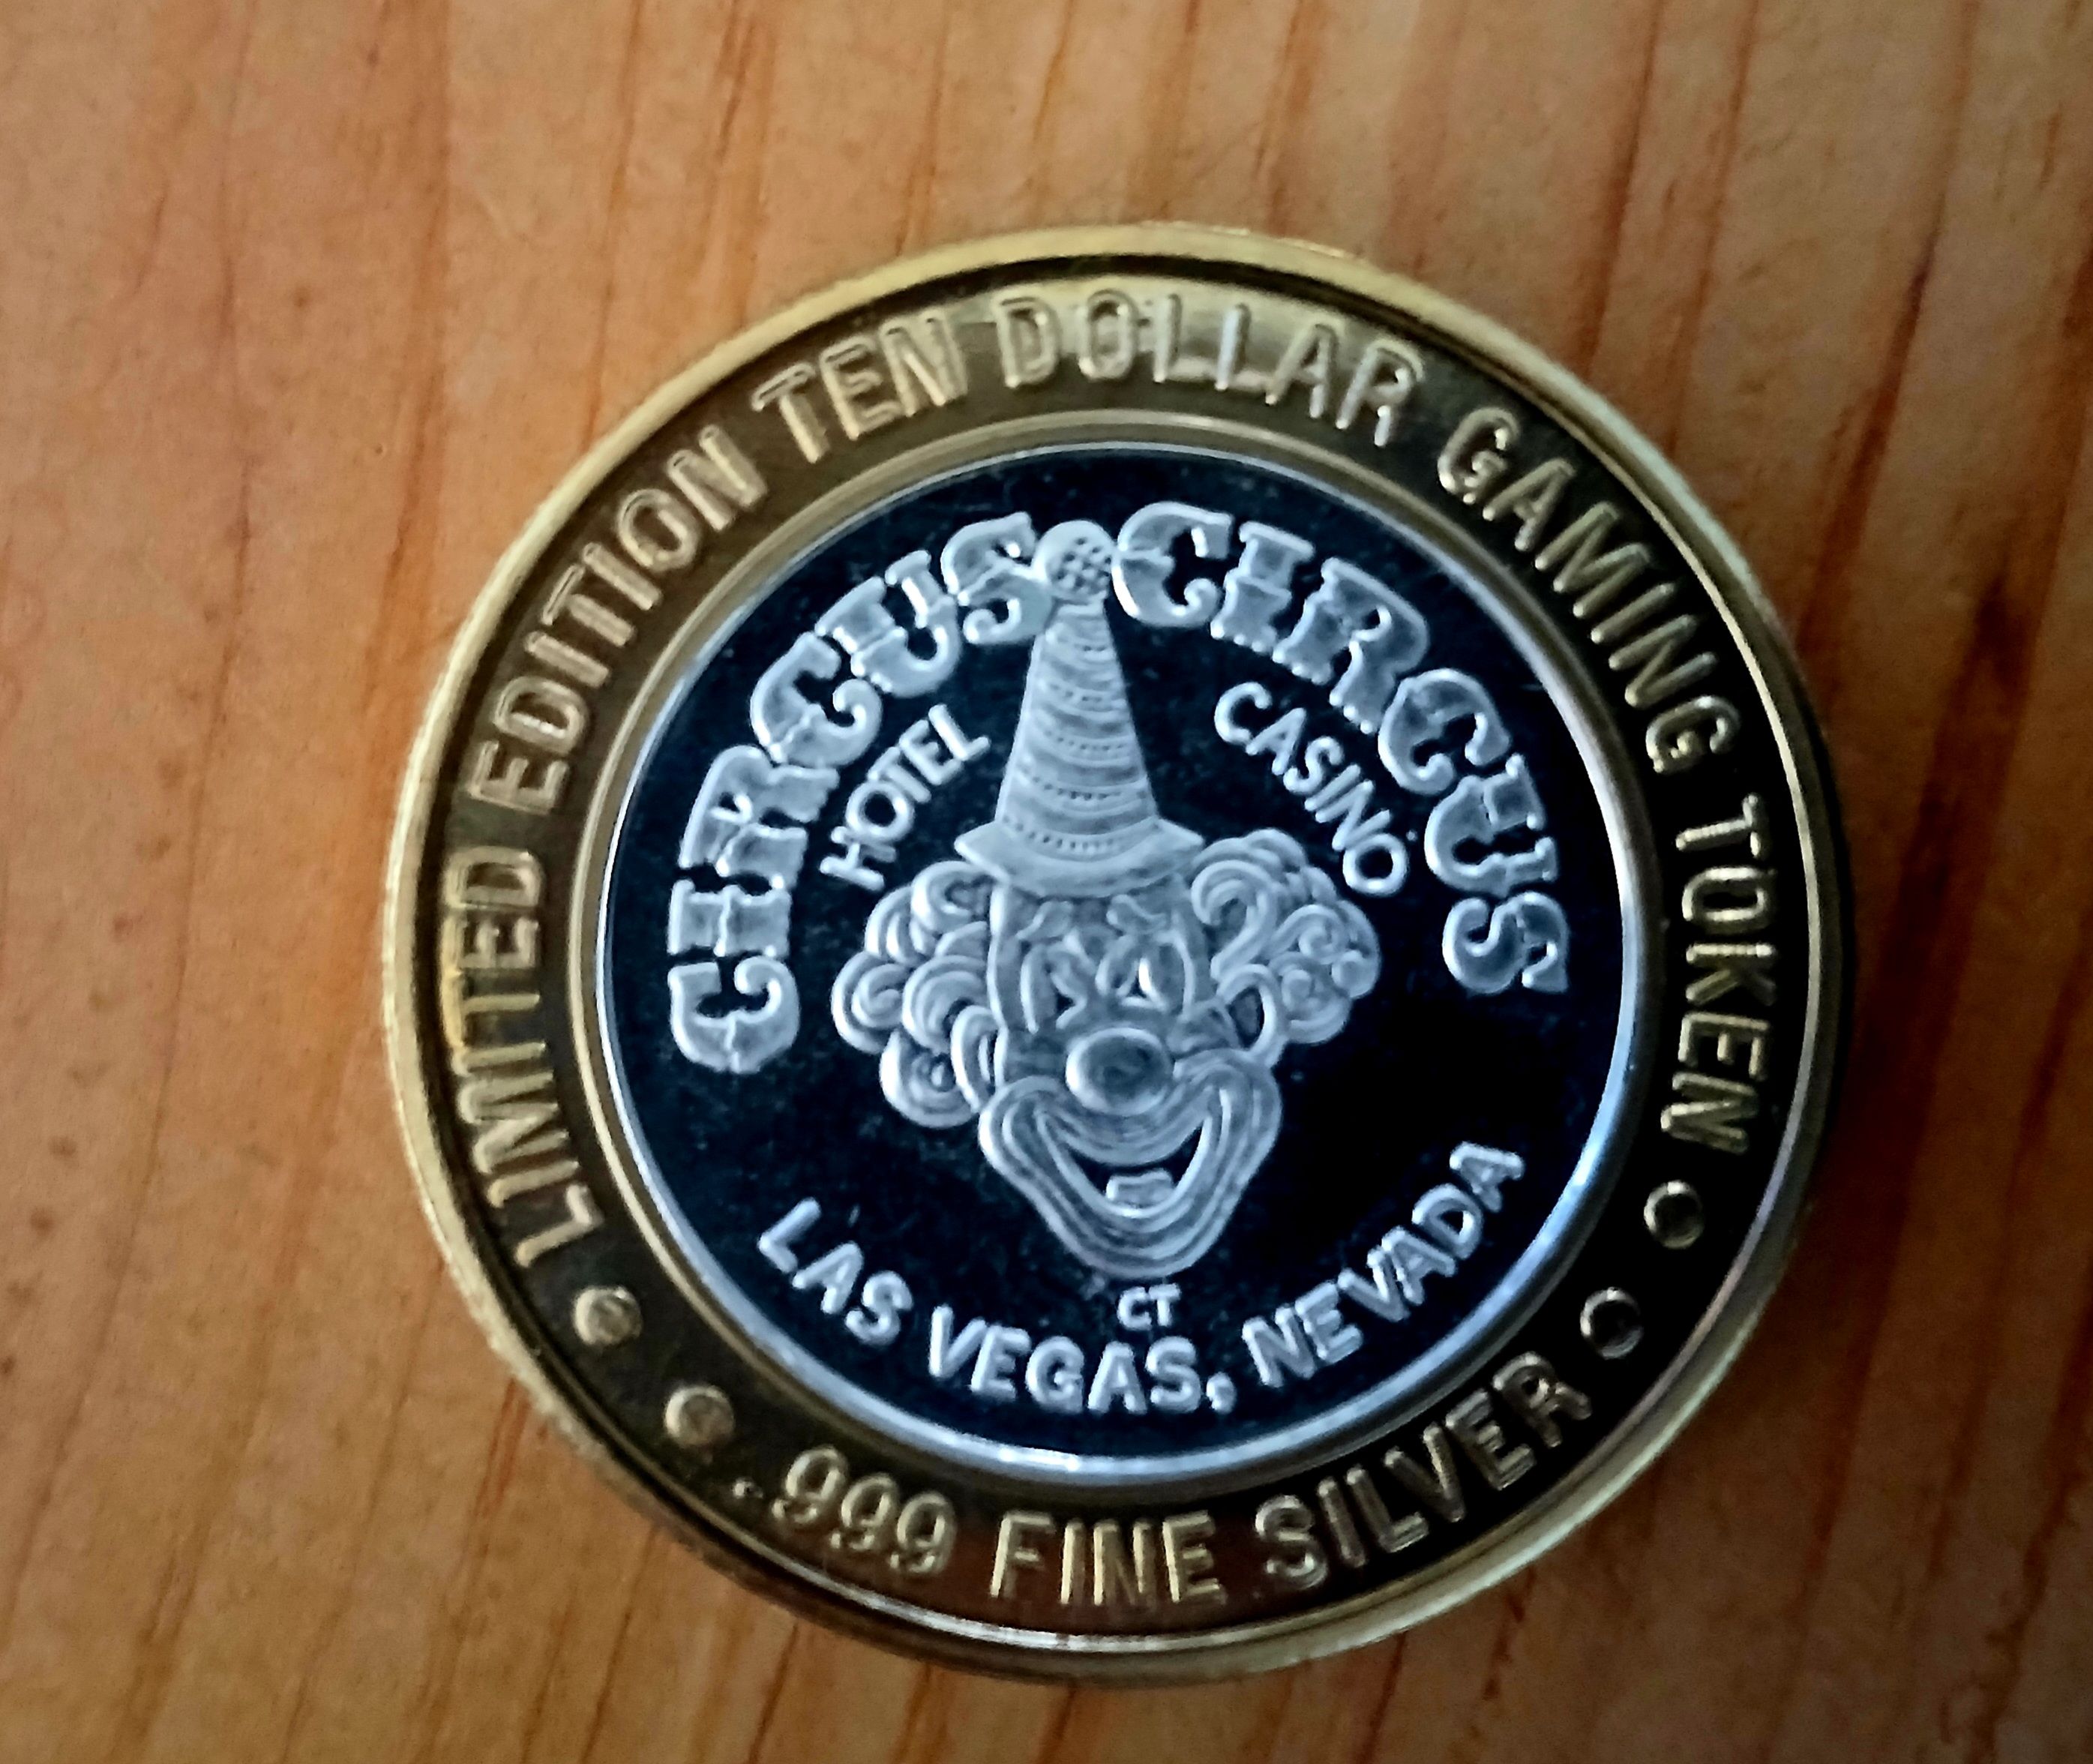 LIMITED EDITION TEN DOLLAR GAMING TOKEN
CIRCUS CIRCUS
HOTEL CASINO
CT
LAS VEGAS, NEVADA
.999 FINE SILVER